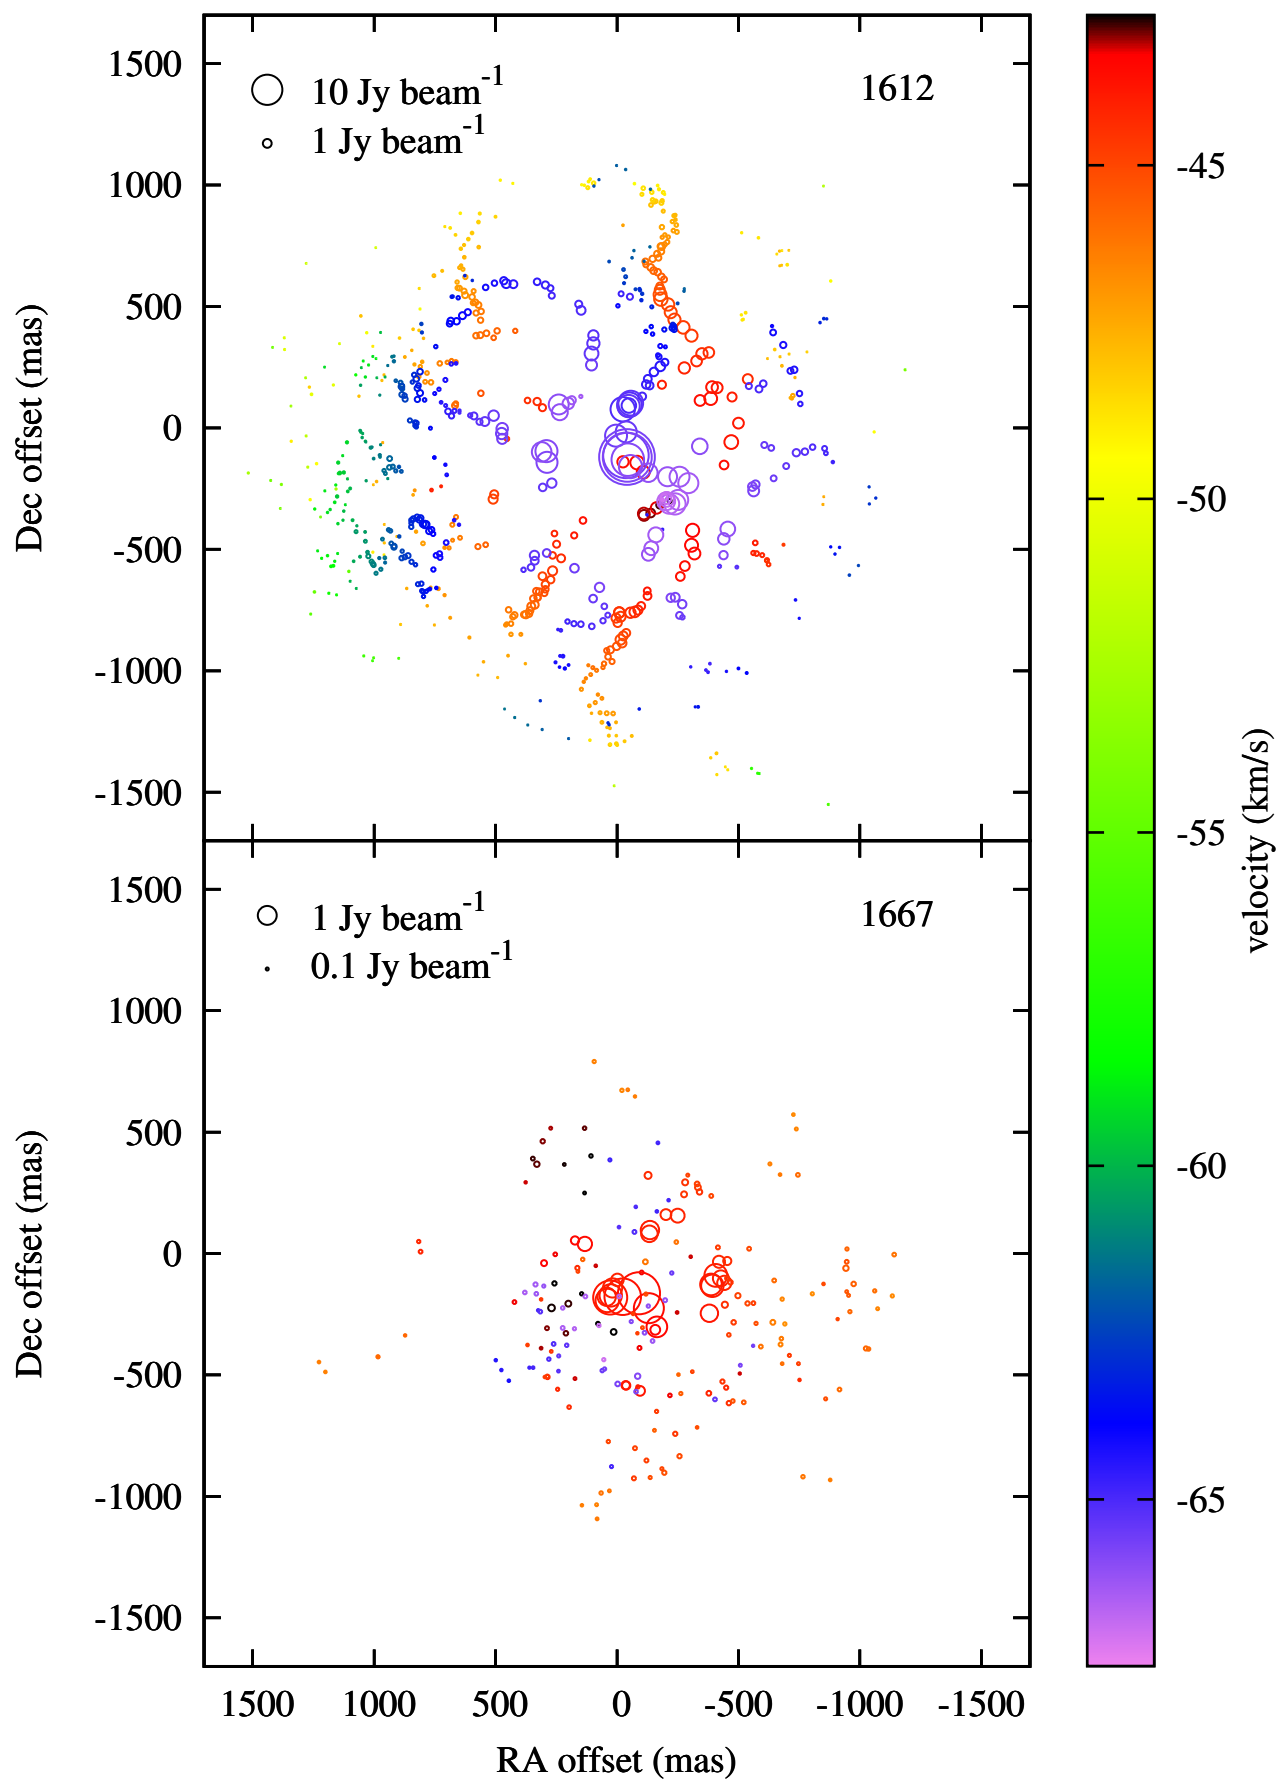 1500
1000
500
0
-500
-1000
-1500
Dec offset (mas)
10 Jy beam⁻¹
1 Jy beam⁻¹
1612
1500
1000
500
0
-500
-1000
-1500
Dec offset (mas)
1 Jy beam⁻¹
0.1 Jy beam⁻¹
1667
1500 1000 500 0 -500 -1000 -1500
RA offset (mas)
-45
-50
-55
-60
-65
velocity (km/s)